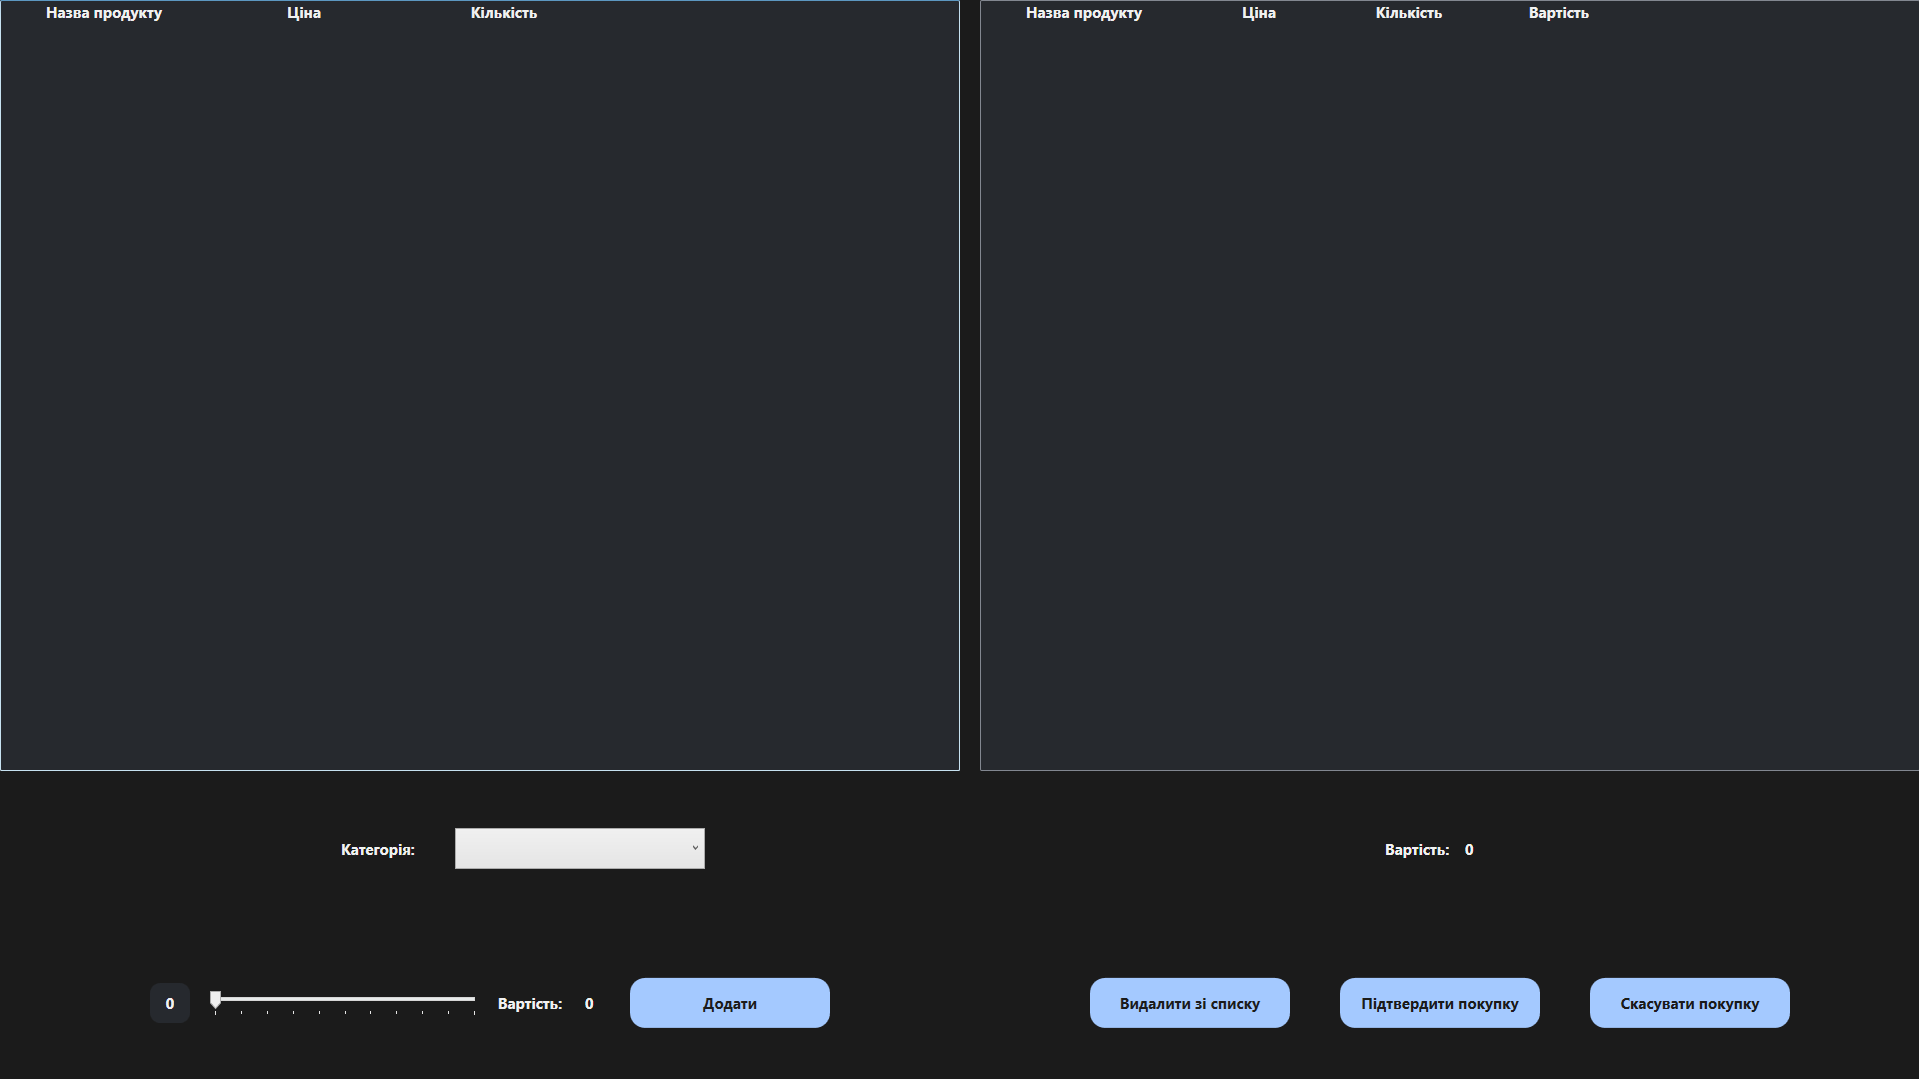 Назва продукту Ціна Кількість
Назва продукту Ціна Кількість Вартість
Категорія:
Вартість: 0
0 Вартість: 0 Додати
Видалити зі списку Підтвердити покупку Скасувати покупку